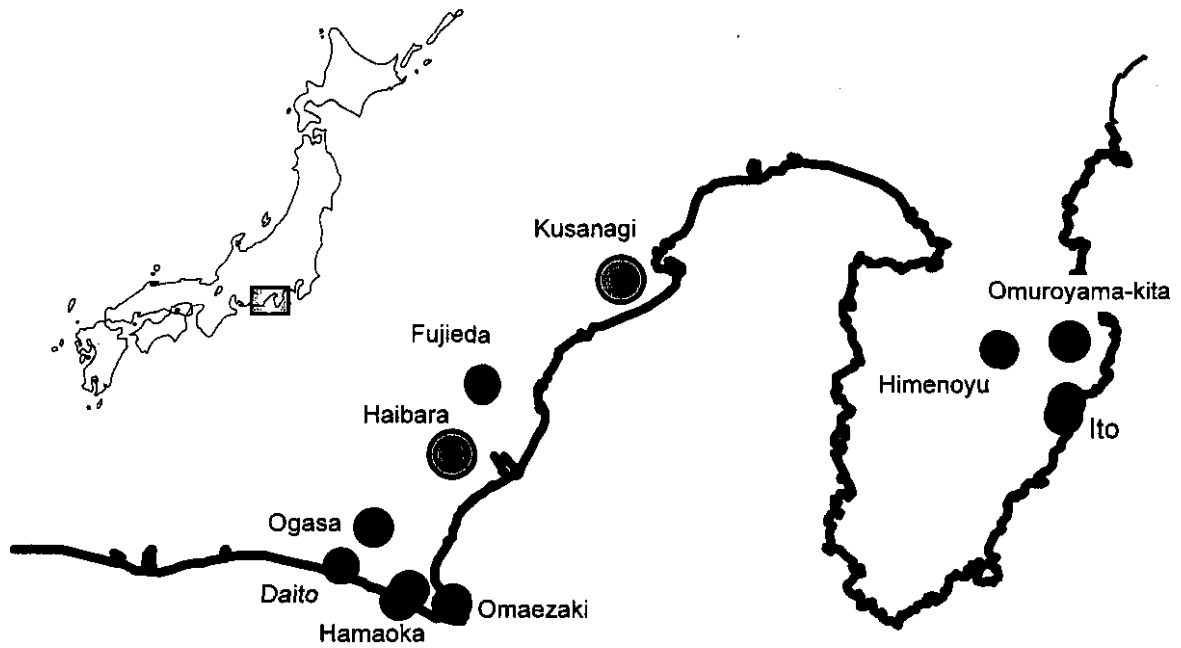 Kusanagi
Omuroyama-kita
Fujieda
Himenoyu
Haibara
Ito
Ogasa
Daito
Omaezaki
Hamaoka